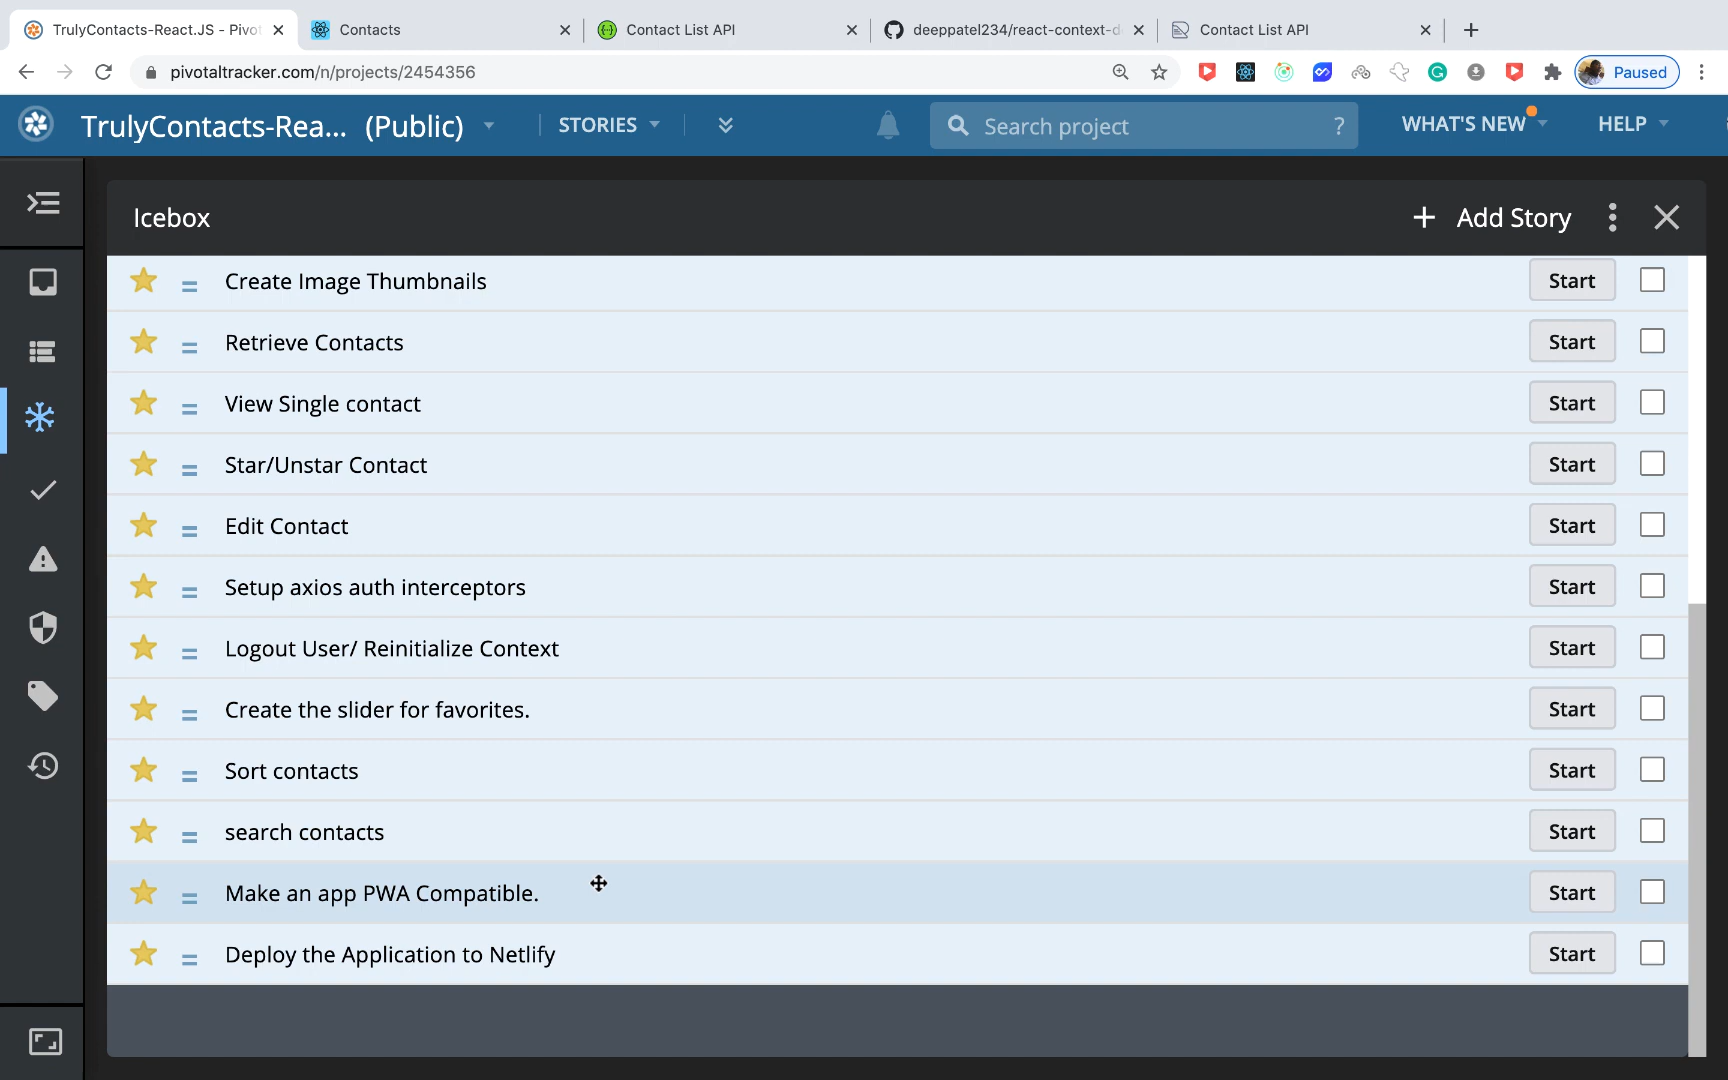 TrulyContacts-React.JS - Pivot
Contacts
Contact List API
deeppatel234/react-context-d
Contact List API
pivotaltracker.com/n/projects/2454356
Paused
TrulyContacts-Rea... (Public)
STORIES
Search project
?
WHAT'S NEW
HELP
Icebox
+ Add Story
Create Image Thumbnails
Start
Retrieve Contacts
Start
View Single contact
Start
Star/Unstar Contact
Start
Edit Contact
Start
Setup axios auth interceptors
Start
Logout User/ Reinitialize Context
Start
Create the slider for favorites.
Start
Sort contacts
Start
search contacts
Start
Make an app PWA Compatible.
Start
Deploy the Application to Netlify
Start